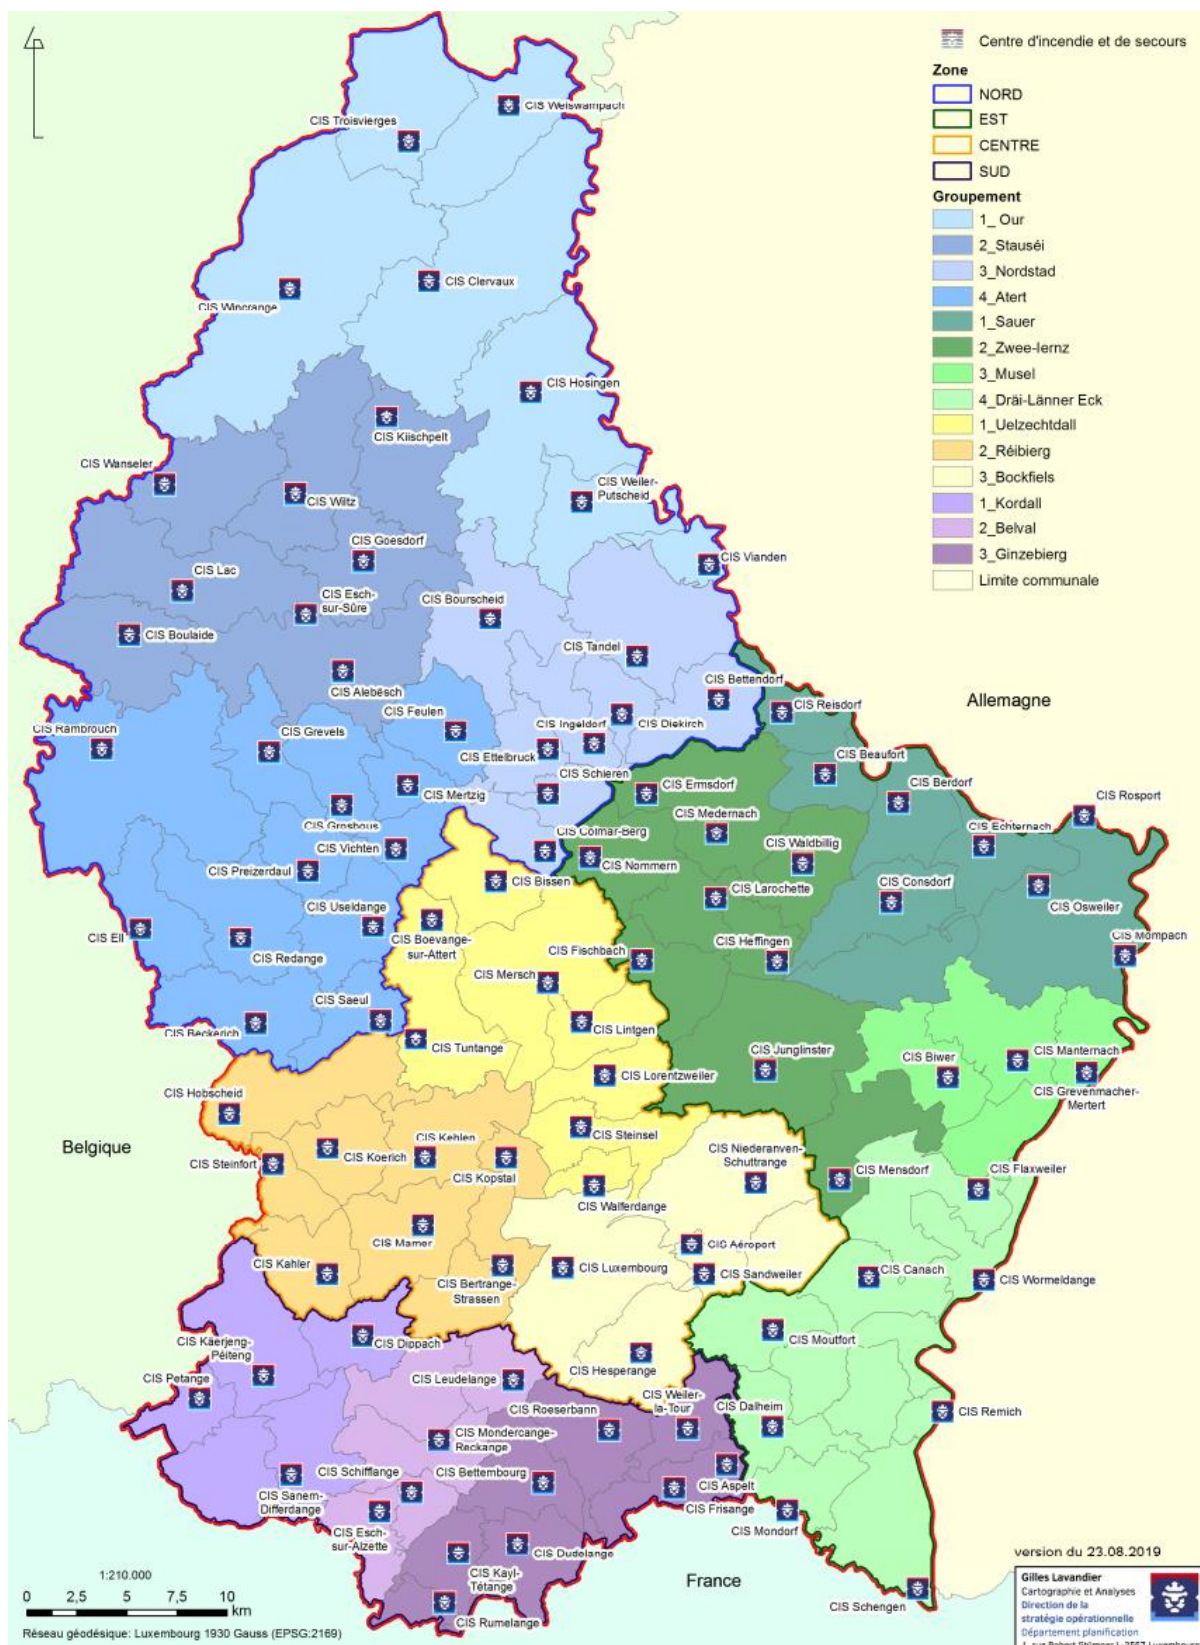 Centre d'incendie et de secours
Zone
NORD
EST
CENTRE
SUD
Groupement
1_ Our
2_Stauséi
3_Nordstad
4_Atert
1_Sauer
2_Zwee-Iernz
3_Musel
4_Dräi-Länner Eck
1_Uelzechtdall
2_Réibierg
3_Bockfiels
1_Kordall
2_Belval
3_Ginzebierg
Limite communale
CIS Weiswampach
CIS Troisvierges
CIS Clervaux
CIS Wincrange
CIS Hosingen
CIS Kiischpelt
CIS Wanseler
CIS Wiltz
CIS Weiler-
Putscheid
CIS Goesdorf
CIS Vianden
CIS Lac
CIS Esch-
sur-Sûre
CIS Bourscheid
CIS Boulaide
CIS Tandel
CIS Alebësch
CIS Bettendorf
Allemagne
CIS Feulen
CIS Reisdorf
CIS Rambrouch
CIS Grevels
CIS Ingeldorf
CIS Diekirch
CIS Ettelbruck
CIS Beaufort
CIS Schieren
CIS Ermsdorf
CIS Berdorf
CIS Mertzig
CIS Rosport
CIS Grosbous
CIS Medernach
CIS Colmar-Berg
CIS Echternach
CIS Vichten
CIS Nommern
CIS Waldbillig
CIS Preizerdaul
CIS Bissen
CIS Larochette
CIS Consdorf
CIS Osweiler
CIS Useldange
CIS Ell
CIS Boevange-
sur-Attert
CIS Mompach
CIS Redange
CIS Fischbach
CIS Heffingen
CIS Mersch
CIS Saeul
CIS Beckerich
CIS Lintgen
CIS Tuntange
CIS Junglinster
CIS Biwer
CIS Manternach
CIS Lorentzweiler
CIS Grevenmacher-
Mertert
CIS Hobscheid
CIS Steinsel
Belgique
CIS Kehlen
CIS Niederanven-
Schuttrange
CIS Koerich
CIS Steinfort
CIS Kopstal
CIS Mensdorf
CIS Flaxweiler
CIS Walferdange
CIS Mamer
CIS Aéroport
CIS Kahler
CIS Luxembourg
CIS Sandweiler
CIS Canach
CIS Wormeldange
CIS Bertrange-
Strassen
CIS Dippach
CIS Moutfort
CIS Käerjeng-
Péiteng
CIS Hesperange
CIS Petange
CIS Leudelange
CIS Weiler-
la-Tour
CIS Roeserbann
CIS Dalheim
CIS Remich
CIS Mondercange-
Reckange
CIS Schifflange
CIS Bettembourg
CIS Aspelt
CIS Sanem-
Differdange
CIS Frisange
CIS Mondorf
CIS Esch-
sur-Alzette
CIS Dudelange
CIS Kayl-
Tétange
France
CIS Schengen
CIS Rumelange
version du 23.08.2019
1:210.000
0 2,5 5 7,5 10
km
Réseau géodésique: Luxembourg 1930 Gauss (EPSG:2169)
Gilles Lavandier
Cartographie et Analyses
Direction de la
stratégie opérationnelle
Département planification